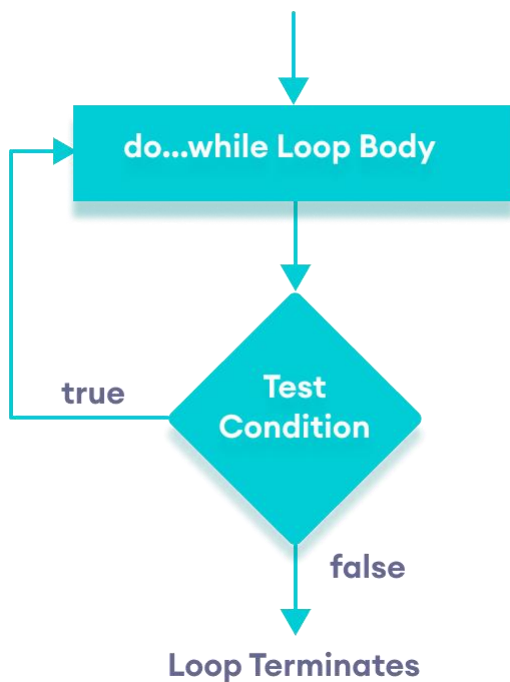 do...while Loop Body
true
Test
Condition
false
Loop Terminates